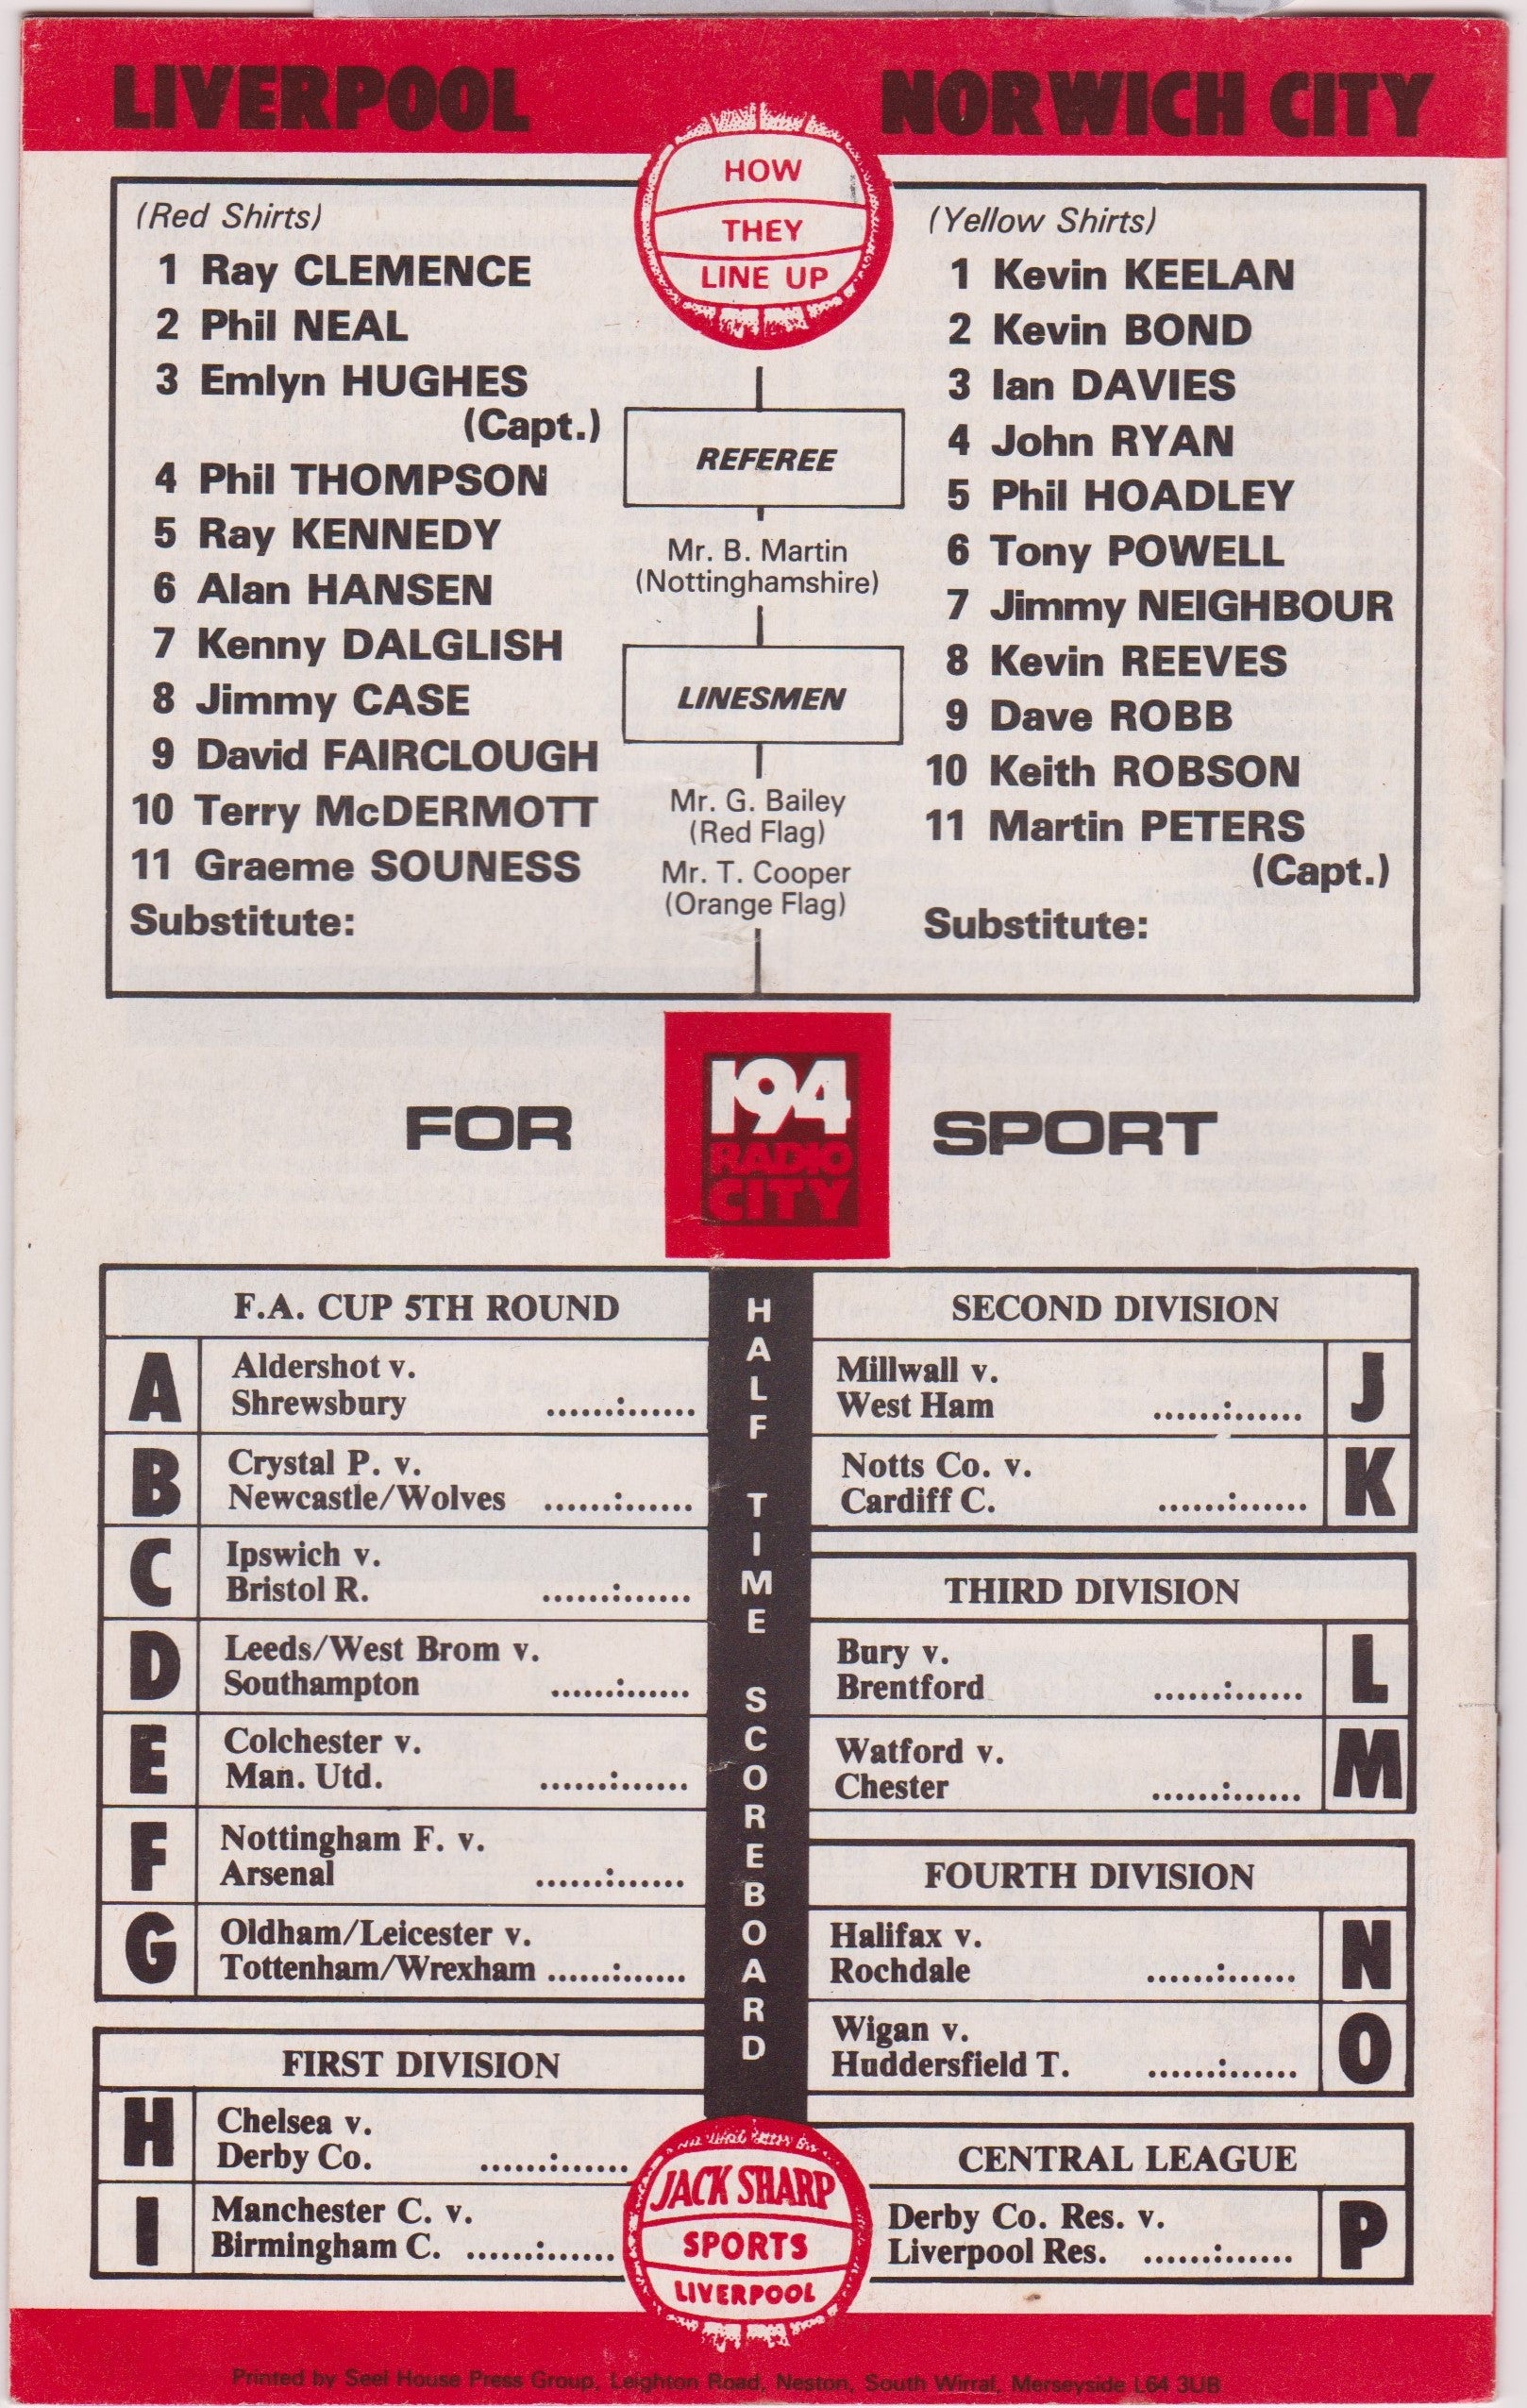 LIVERPOOL
NORWICH CITY
HOW
THEY
LINE UP
(Red Shirts)
1 Ray CLEMENCE
2 Phil NEAL
3 Emlyn HUGHES
(Capt.)
4 Phil THOMPSON
5 Ray KENNEDY
6 Alan HANSEN
7 Kenny DALGLISH
8 Jimmy CASE
9 David FAIRCLOUGH
10 Terry McDERMOTT
11 Graeme SOUNESS
Substitute:
REFEREE
Mr. B. Martin
(Nottinghamshire)
LINESMEN
Mr. G. Bailey
(Red Flag)
Mr. T. Cooper
(Orange Flag)
(Yellow Shirts)
1 Kevin KEELAN
2 Kevin BOND
3 Ian DAVIES
4 John RYAN
5 Phil HOADLEY
6 Tony POWELL
7 Jimmy NEIGHBOUR
8 Kevin REEVES
9 Dave ROBB
10 Keith ROBSON
11 Martin PETERS
(Capt.)
Substitute:
FOR
194
RADIO
CITY
SPORT
F.A. CUP 5TH ROUND
A Aldershot v.
Shrewsbury ......:......
B Crystal P. v.
Newcastle/Wolves ......:......
C Ipswich v.
Bristol R. ......:......
D Leeds/West Brom v.
Southampton ......:......
E Colchester v.
Man. Utd. ......:......
F Nottingham F. v.
Arsenal ......:......
G Oldham/Leicester v.
Tottenham/Wrexham ......:......
FIRST DIVISION
H Chelsea v.
Derby Co. ......:......
I Manchester C. v.
Birmingham C. ......:......
HALF TIME SCOREBOARD
SECOND DIVISION
Millwall v. J
West Ham ......:......
Notts Co. v. K
Cardiff C. ......:......
THIRD DIVISION
Bury v. L
Brentford ......:......
Watford v. M
Chester ......:......
FOURTH DIVISION
Halifax v. N
Rochdale ......:......
Wigan v. O
Huddersfield T. ......:......
CENTRAL LEAGUE
Derby Co. Res. v. P
Liverpool Res. ......:......
JACK SHARP
SPORTS
LIVERPOOL
Printed by Seel House Press Group, Leighton Road, Neston, South Wirral, Merseyside L64 3UB